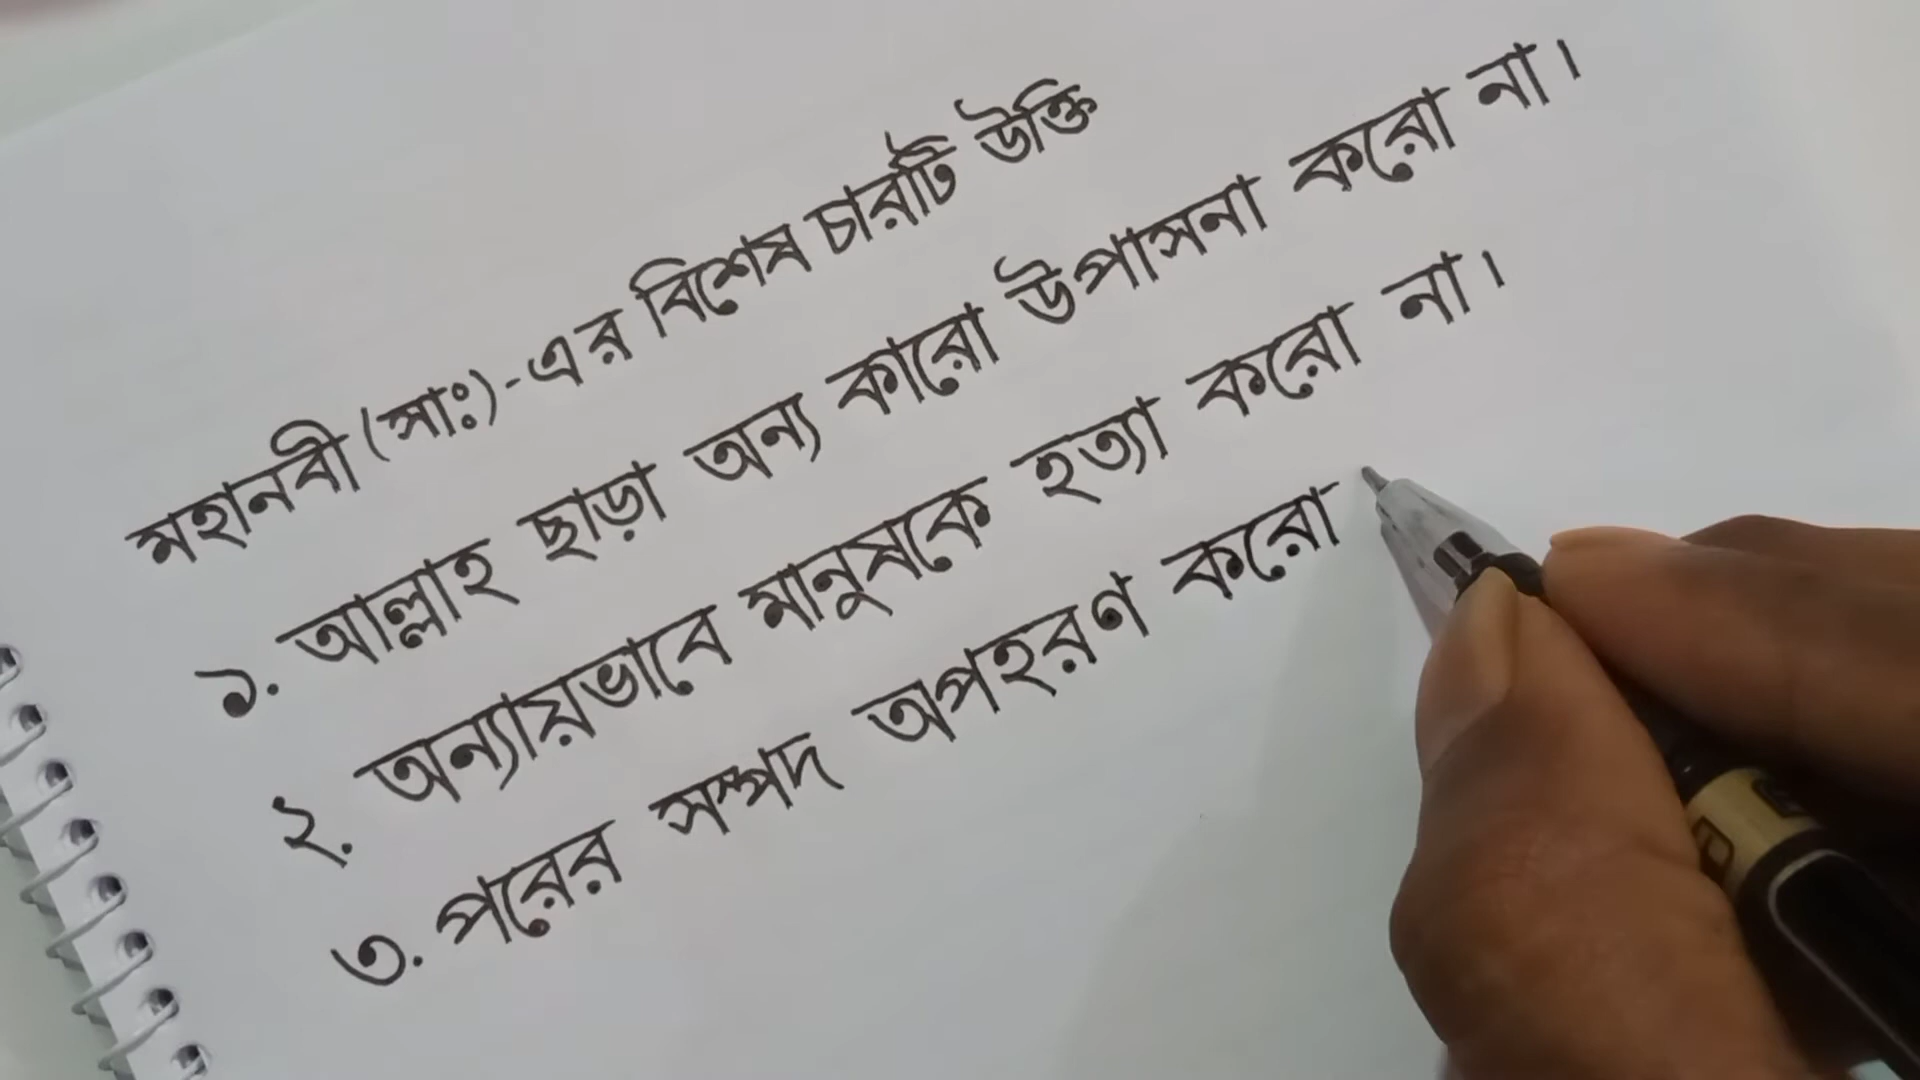 মহানবী (সাঃ)-এর বিশেষ চারটি উক্তি
১. আল্লাহ ছাড়া অন্য কারো উপাসনা করো না।
২. অন্যায়ভাবে মানুষকে হত্যা করো না।
৩. পরের সম্পদ অপহরণ করো